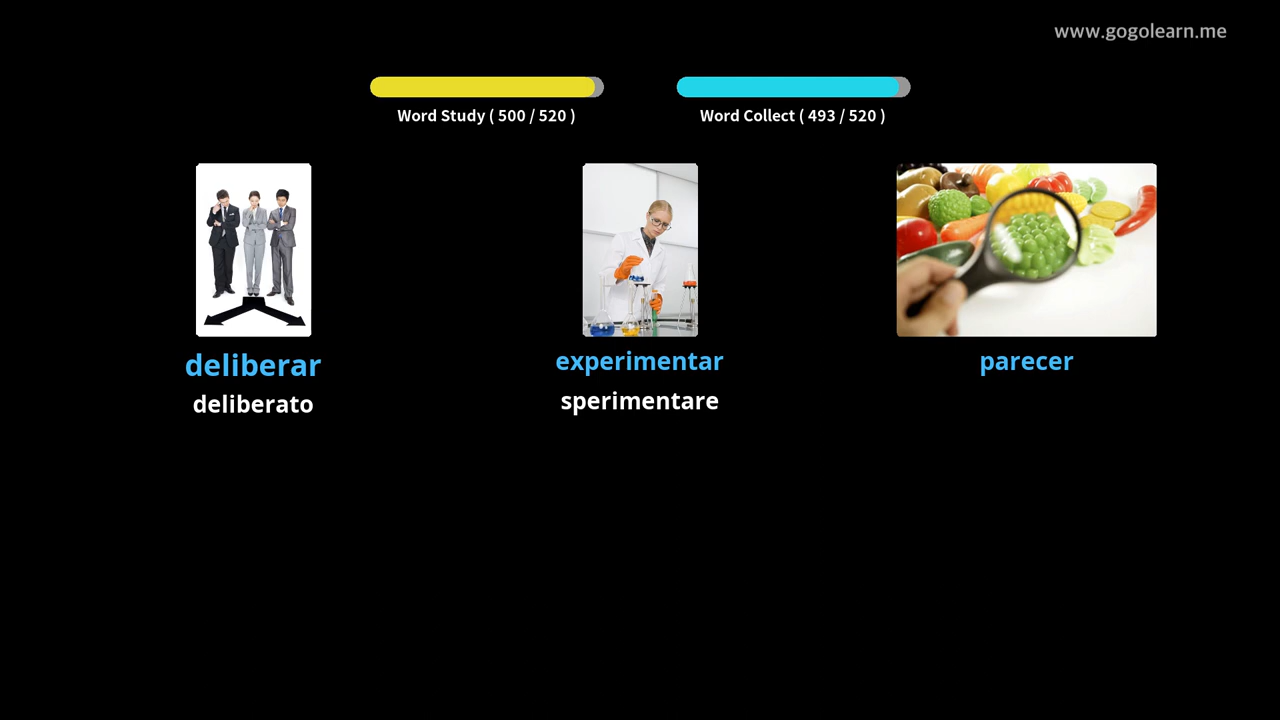 www.gogolearn.me
Word Study ( 500 / 520 )
Word Collect ( 493 / 520 )
deliberar
experimentar
parecer
deliberato
sperimentare